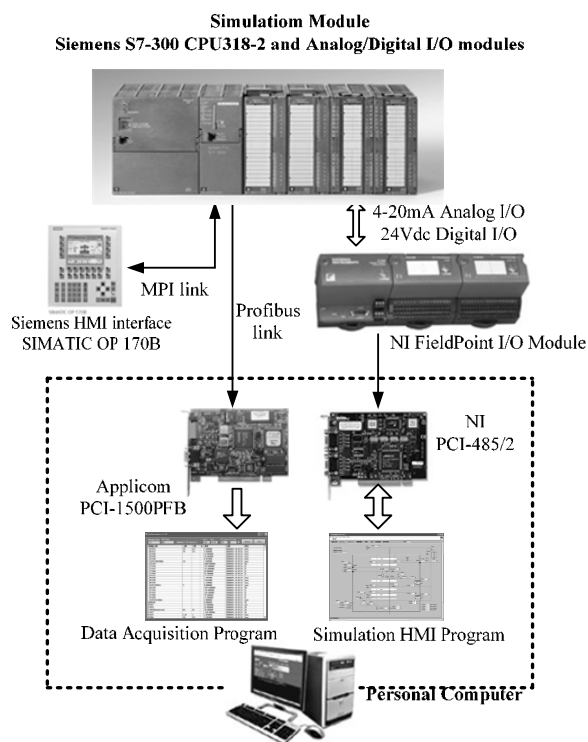 Simulatiom Module
Siemens S7-300 CPU318-2 and Analog/Digital I/O modules
4-20mA Analog I/O
24Vdc Digital I/O
MPI link
Profibus
link
Siemens HMI interface
SIMATIC OP 170B
NI FieldPoint I/O Module
NI
PCI-485/2
Applicom
PCI-1500PFB
Data Acquisition Program
Simulation HMI Program
Personal Computer